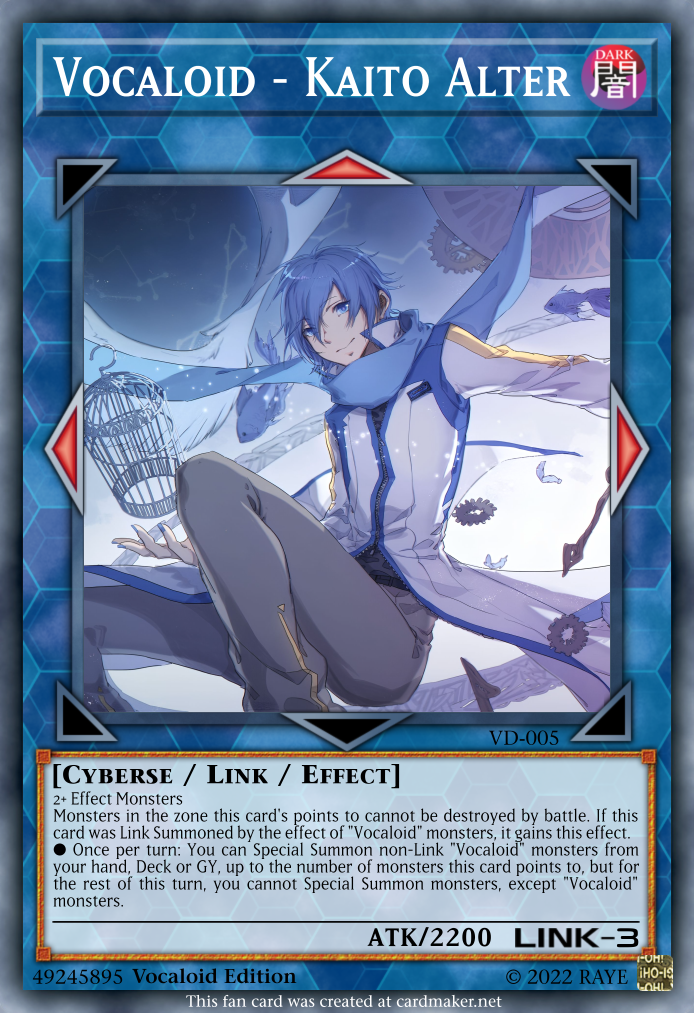 Vocaloid - Kaito Alter
DARK
闇
VD-005
[Cyberse / Link / Effect]
2+ Effect Monsters
Monsters in the zone this card's points to cannot be destroyed by battle. If this
card was Link Summoned by the effect of "Vocaloid" monsters, it gains this effect.
● Once per turn: You can Special Summon non-Link "Vocaloid" monsters from
your hand, Deck or GY, up to the number of monsters this card points to, but for
the rest of this turn, you cannot Special Summon monsters, except "Vocaloid"
monsters.
ATK/2200 LINK-3
49245895 Vocaloid Edition © 2022 RAYE
This fan card was created at cardmaker.net